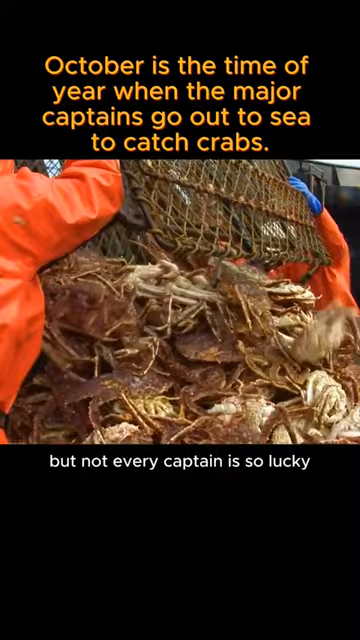 October is the time of
year when the major
captains go out to sea
to catch crabs.
but not every captain is so lucky